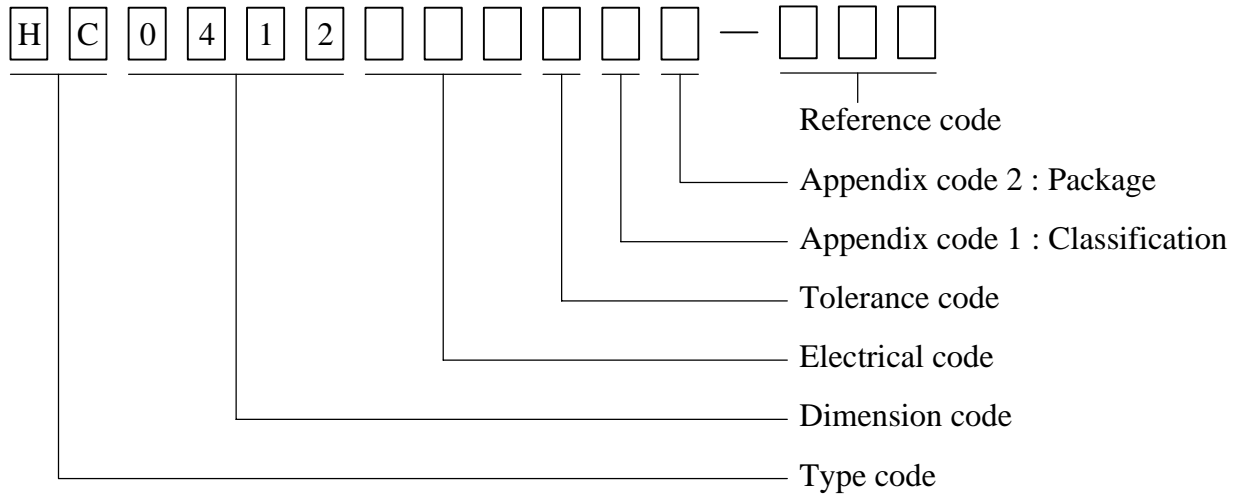 H C 0 4 1 2 —
Reference code
Appendix code 2 : Package
Appendix code 1 : Classification
Tolerance code
Electrical code
Dimension code
Type code